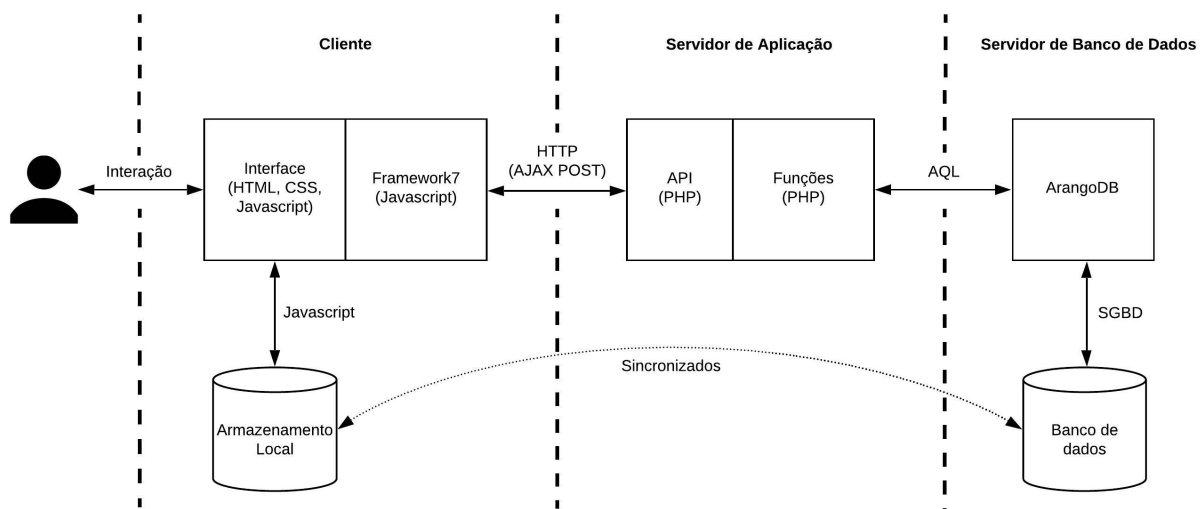 Cliente
Servidor de Aplicação
Servidor de Banco de Dados
Interação
Interface
(HTML, CSS,
Javascript)
Framework7
(Javascript)
HTTP
(AJAX POST)
API
(PHP)
Funções
(PHP)
AQL
ArangoDB
Javascript
SGBD
Sincronizados
Armazenamento
Local
Banco de
dados